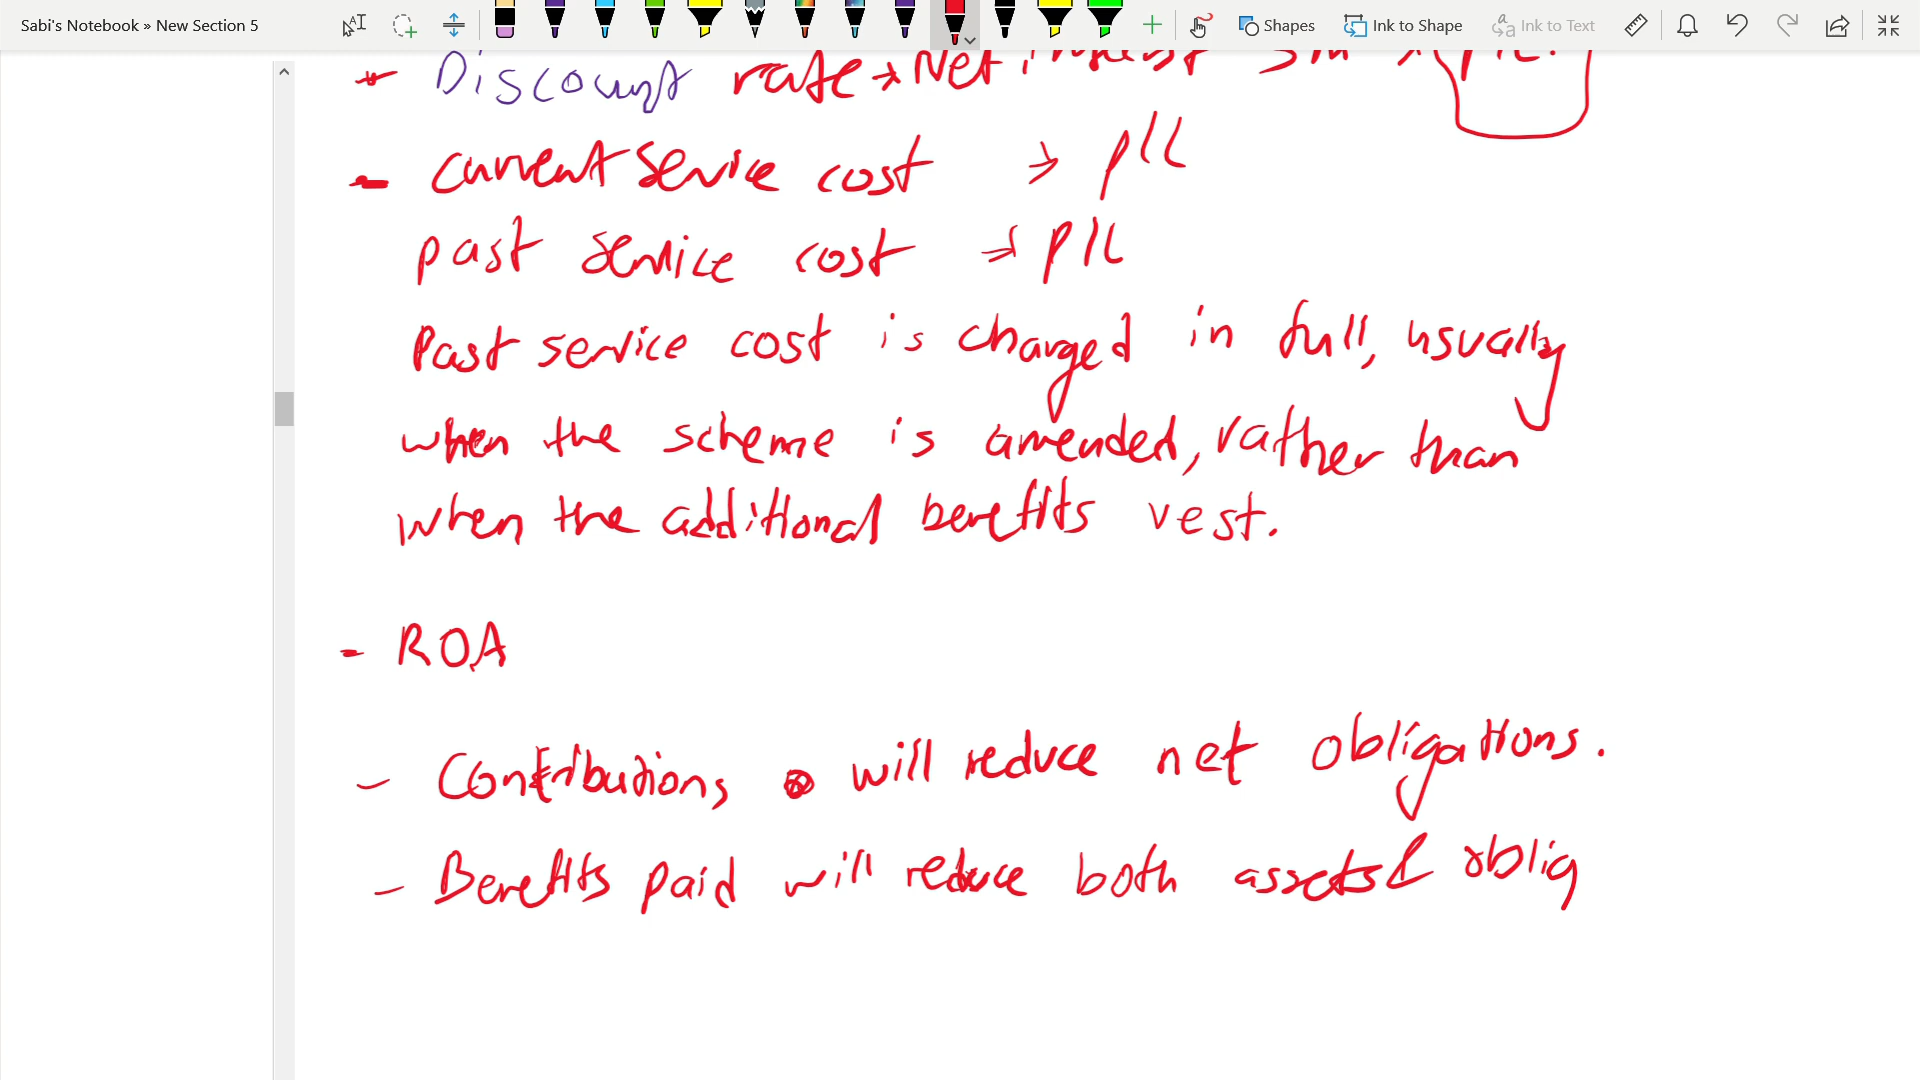 Sabi's Notebook » New Section 5
Shapes Ink to Shape Ink to Text
Discount rate → Net
- current service cost → P/L
past service cost → P/L
Past service cost is charged in full, usually
when the scheme is amended, rather than
when the additional benefits vest.
- ROA
- Contributions will reduce net obligations.
- Benefits paid will reduce both assets & oblig